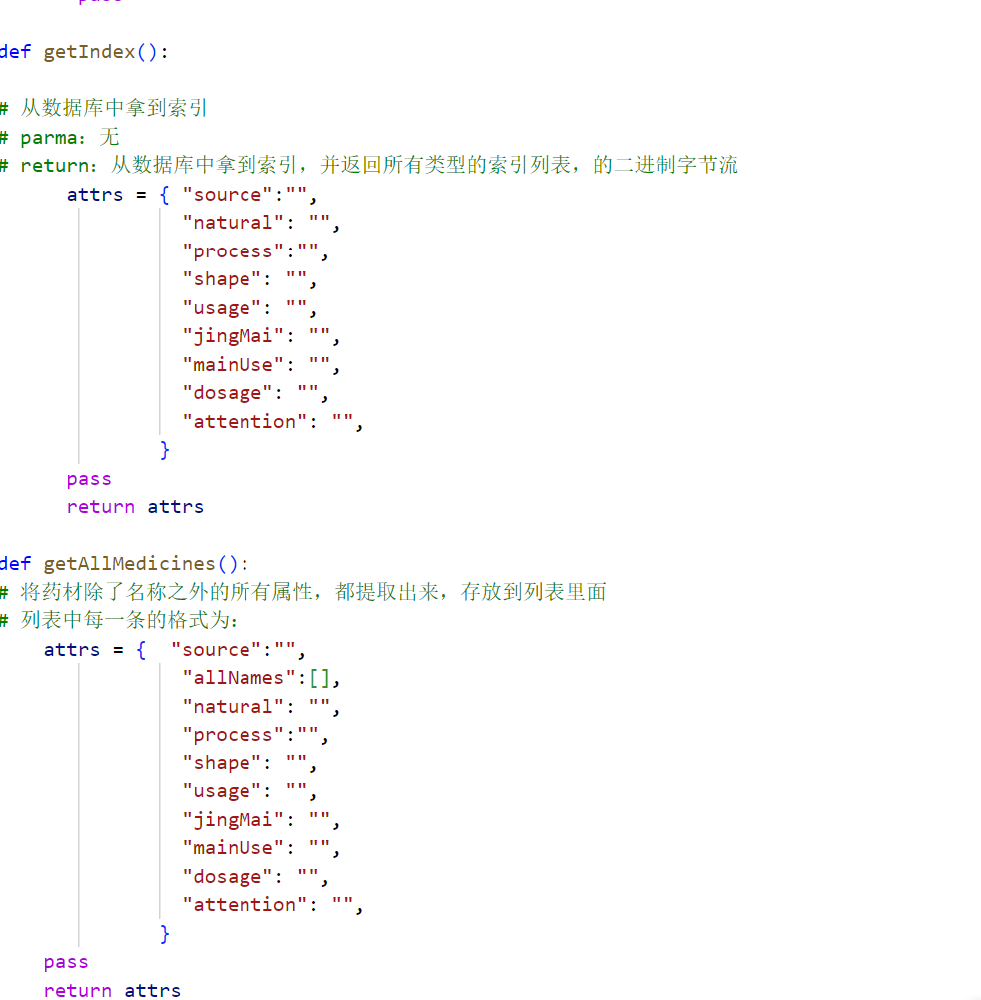 pass
def getIndex():
# 从数据库中拿到索引
# parma：无
# return：从数据库中拿到索引，并返回所有类型的索引列表，的二进制字节流
attrs = { "source":"",
"natural": "",
"process":"",
"shape": "",
"usage": "",
"jingMai": "",
"mainUse": "",
"dosage": "",
"attention": "",
}
pass
return attrs
def getAllMedicines():
# 将药材除了名称之外的所有属性，都提取出来，存放到列表里面
# 列表中每一条的格式为：
attrs = {  "source":"",
"allNames":[],
"natural": "",
"process":"",
"shape": "",
"usage": "",
"jingMai": "",
"mainUse": "",
"dosage": "",
"attention": "",
}
pass
return attrs